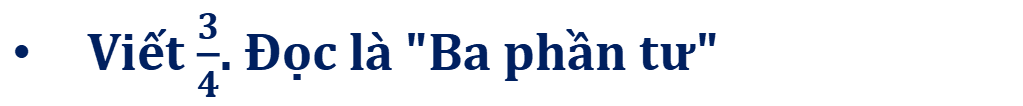 • Viết 3/4. Đọc là "Ba phần tư"